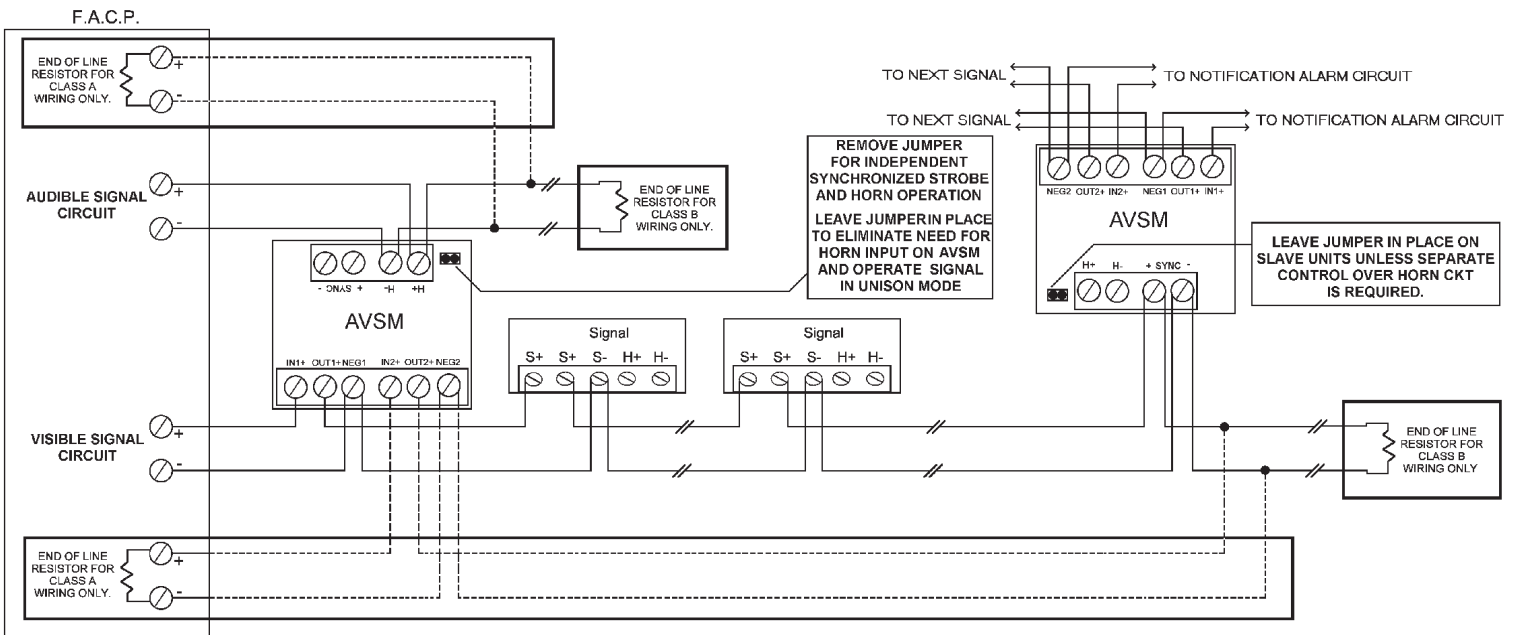 F.A.C.P.
END OF LINE
RESISTOR FOR
CLASS A
WIRING ONLY.
+
-
AUDIBLE SIGNAL
CIRCUIT
+
-
END OF LINE
RESISTOR FOR
CLASS B
WIRING ONLY.
REMOVE JUMPER
FOR INDEPENDENT
SYNCHRONIZED STROBE
AND HORN OPERATION
LEAVE JUMPER IN PLACE
TO ELIMINATE NEED FOR
HORN INPUT ON AVSM
AND OPERATE SIGNAL
IN UNISON MODE
- SYNC + H- H+
AVSM
IN1+ OUT1+ NEG1 IN2+ OUT2+ NEG2
Signal
S+ S+ S- H+ H-
Signal
S+ S+ S- H+ H-
TO NEXT SIGNAL
TO NOTIFICATION ALARM CIRCUIT
TO NEXT SIGNAL
TO NOTIFICATION ALARM CIRCUIT
NEG2 OUT2+ IN2+ NEG1 OUT1+ IN1+
AVSM
H+ H- + SYNC -
LEAVE JUMPER IN PLACE ON
SLAVE UNITS UNLESS SEPARATE
CONTROL OVER HORN CKT
IS REQUIRED.
VISIBLE SIGNAL
CIRCUIT
+
-
END OF LINE
RESISTOR FOR
CLASS B
WIRING ONLY
END OF LINE
RESISTOR FOR
CLASS A
WIRING ONLY.
+
-